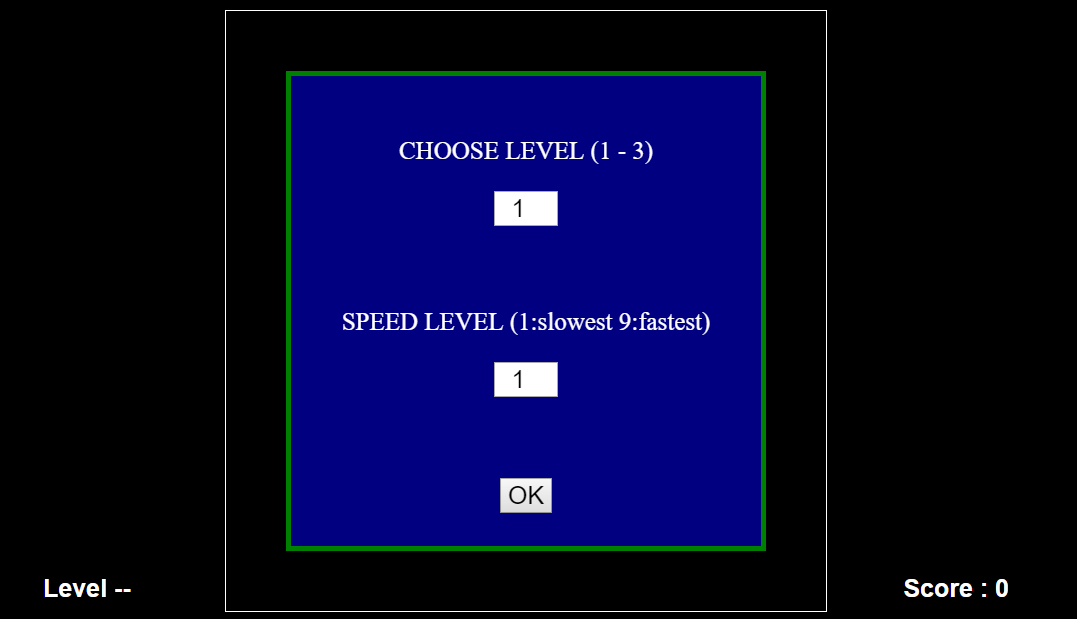 CHOOSE LEVEL (1 - 3)
1
SPEED LEVEL (1:slowest 9:fastest)
1
OK
Level --
Score : 0